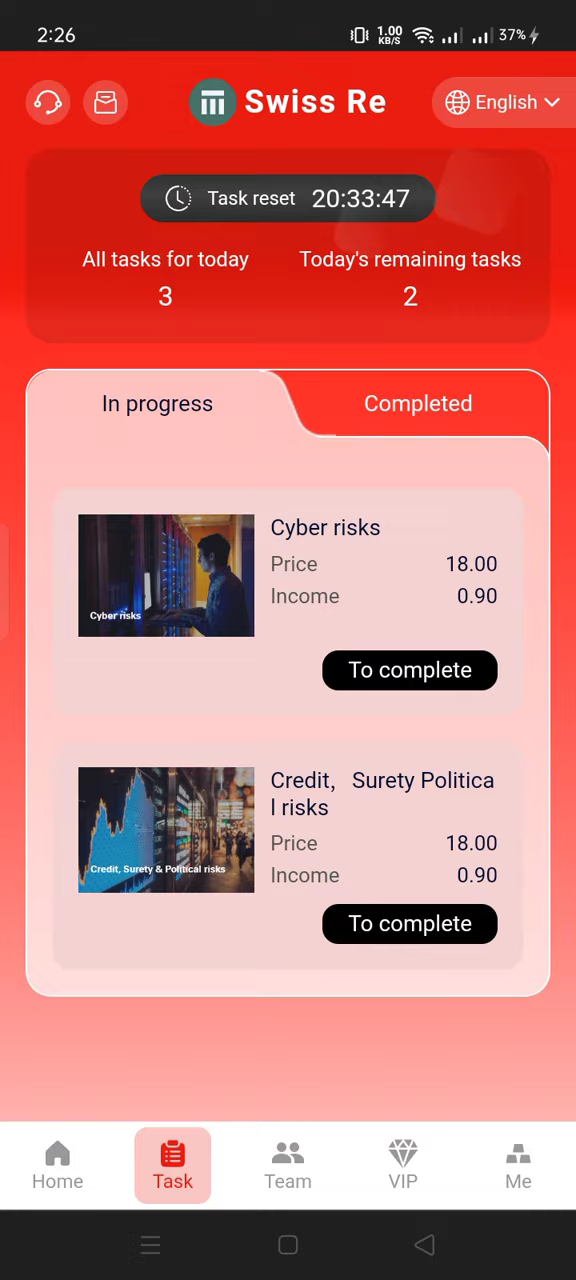 2:26
1.00
KB/S
37%
Swiss Re
English
Task reset 20:33:47
All tasks for today
Today's remaining tasks
3
2
In progress
Completed
Cyber risks
Cyber risks
Price 18.00
Income 0.90
To complete
Credit, Surety & Political risks
Credit, Surety Politica
l risks
Price 18.00
Income 0.90
To complete
Home
Task
Team
VIP
Me